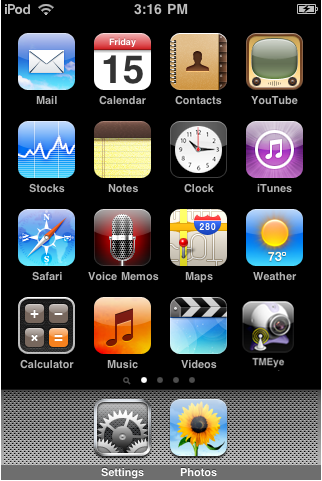 iPod 3:16 PM
Friday
15
Mail Calendar Contacts YouTube
Stocks Notes Clock iTunes
280
73°
Safari Voice Memos Maps Weather
Calculator Music Videos TMEye
Settings Photos